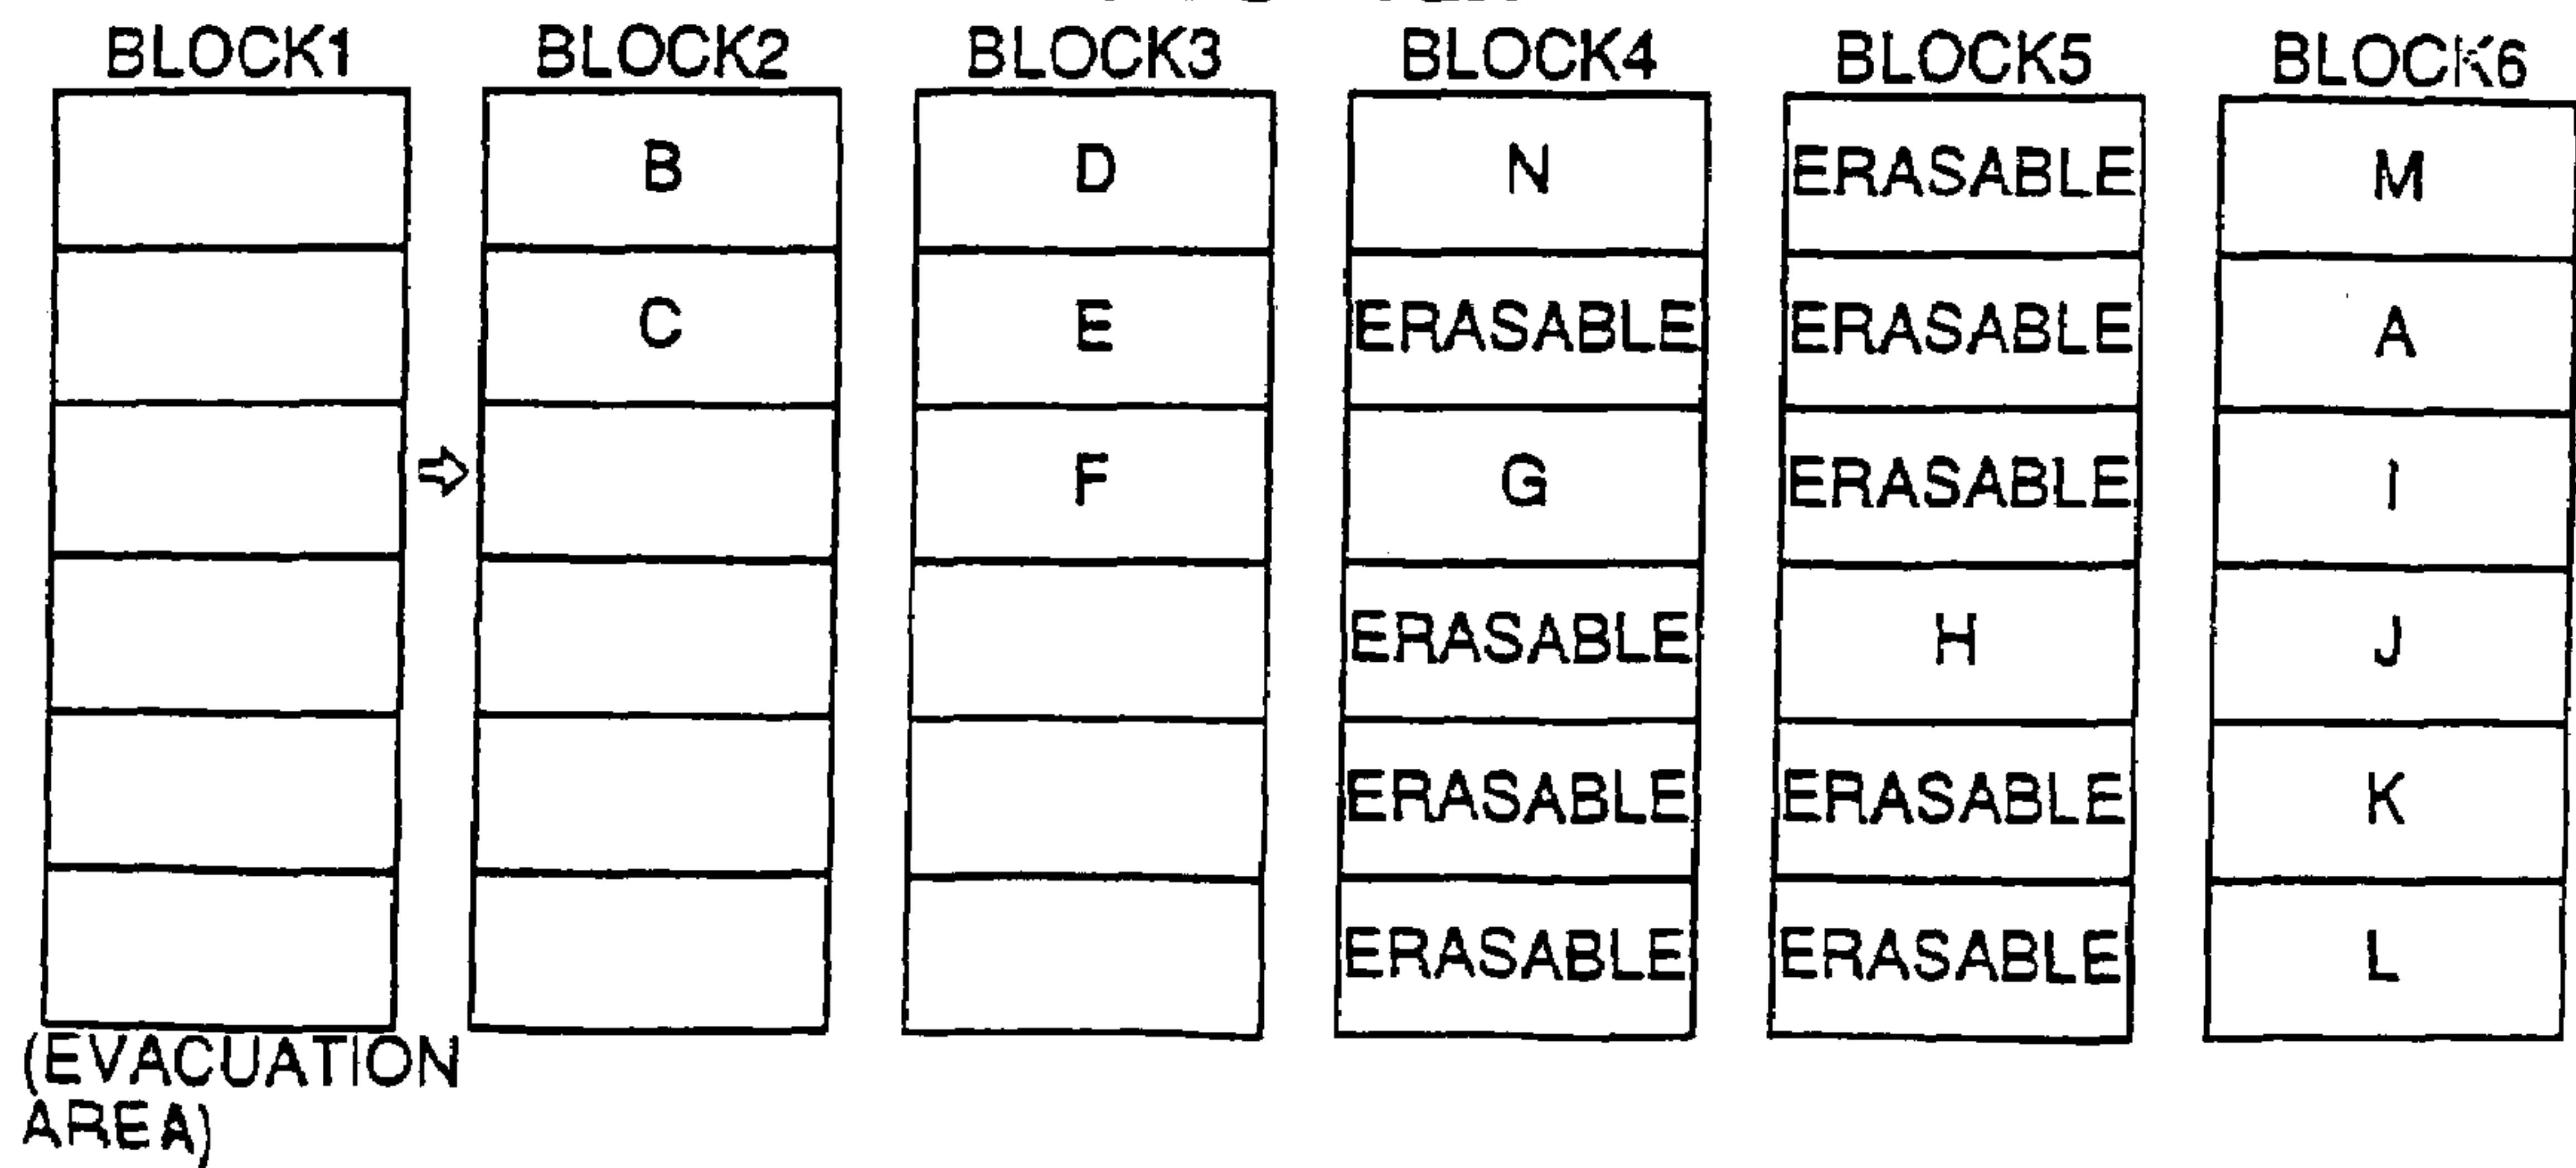 BLOCK1 BLOCK2 BLOCK3 BLOCK4 BLOCK5 BLOCK6
B D N ERASABLE M
C E ERASABLE ERASABLE A
F G ERASABLE I
ERASABLE H J
ERASABLE ERASABLE K
ERASABLE ERASABLE L
(EVACUATION
AREA)